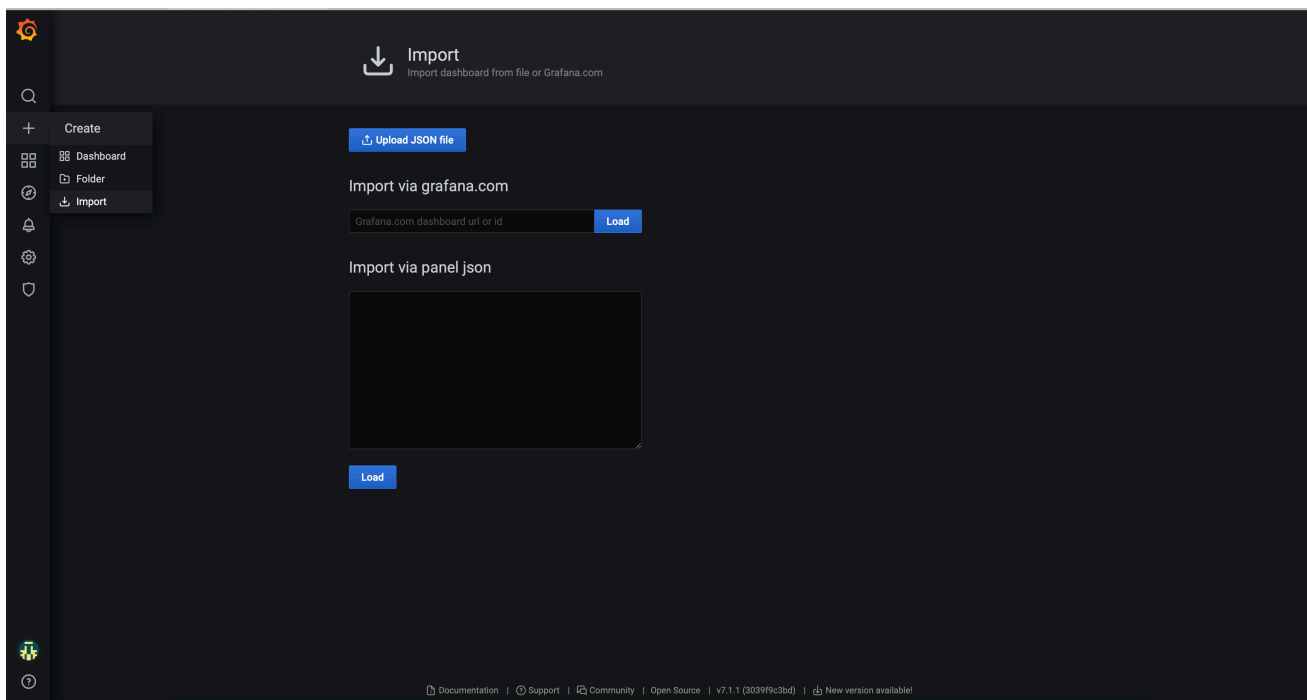 Import
Import dashboard from file or Grafana.com
Create
Dashboard
Folder
Import
Upload JSON file
Import via grafana.com
Grafana.com dashboard url or id
Load
Import via panel json
Load
Documentation | Support | Community | Open Source | v7.1.1 (3039f9c3bd) | New version available!